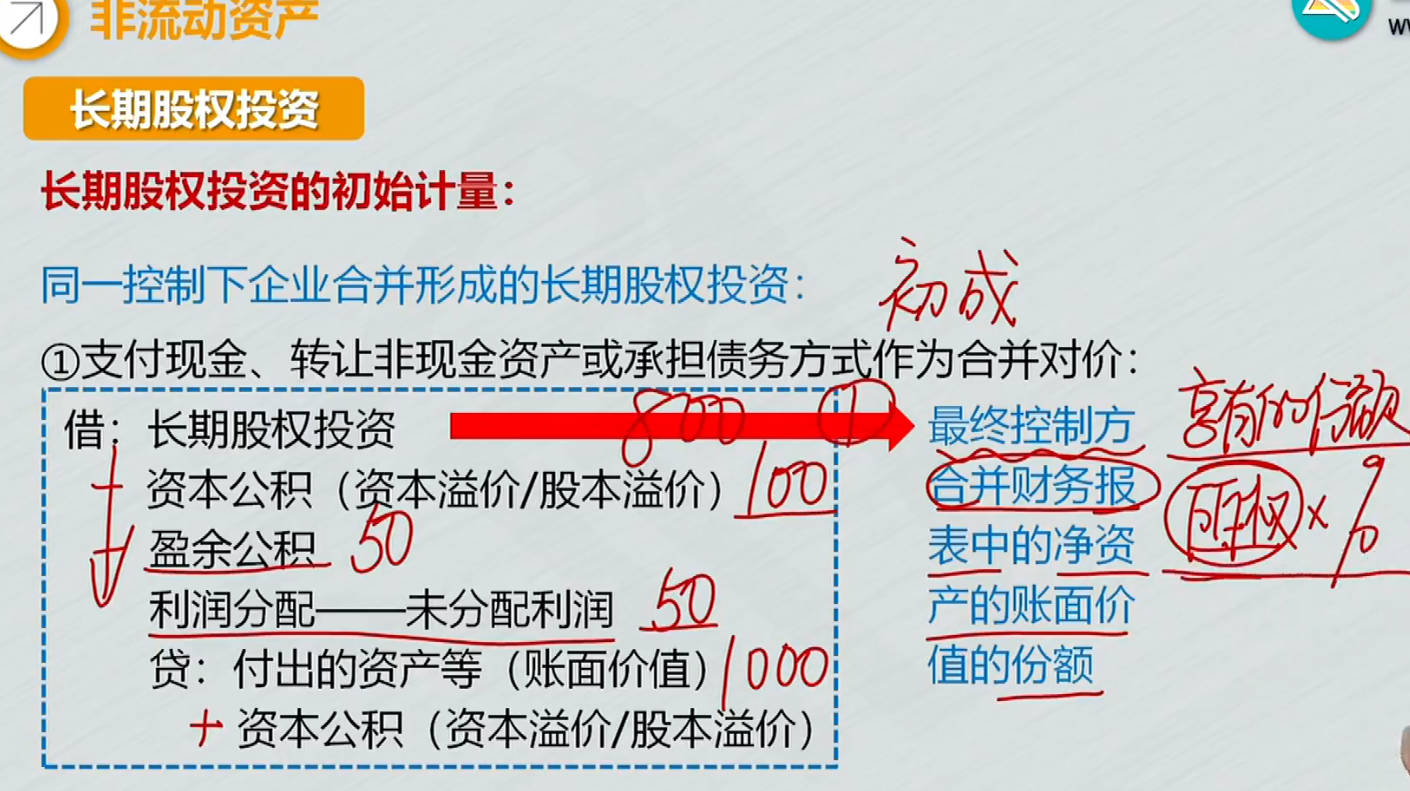 非流动资产
长期股权投资
长期股权投资的初始计量：
同一控制下企业合并形成的长期股权投资： 初成
①支付现金、转让非现金资产或承担债务方式作为合并对价：
借：长期股权投资 800 ①
资本公积（资本溢价/股本溢价） 100
盈余公积 50
利润分配——未分配利润 50
贷：付出的资产等（账面价值） 1000
+ 资本公积（资本溢价/股本溢价）
最终控制方
合并财务报
表中的净资
产的账面价
值的份额
享有的份额
× %